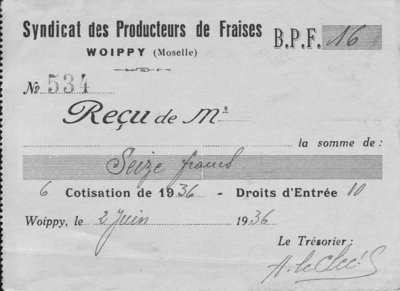 Syndicat des Producteurs de Fraises
WOIPPY (Moselle)
B.P.F. 16
No 534
Reçu de Mr
la somme de :
Seize francs
6 Cotisation de 1936 - Droits d'Entrée 10
Woippy, le 2 Juin 1936
Le Trésorier :